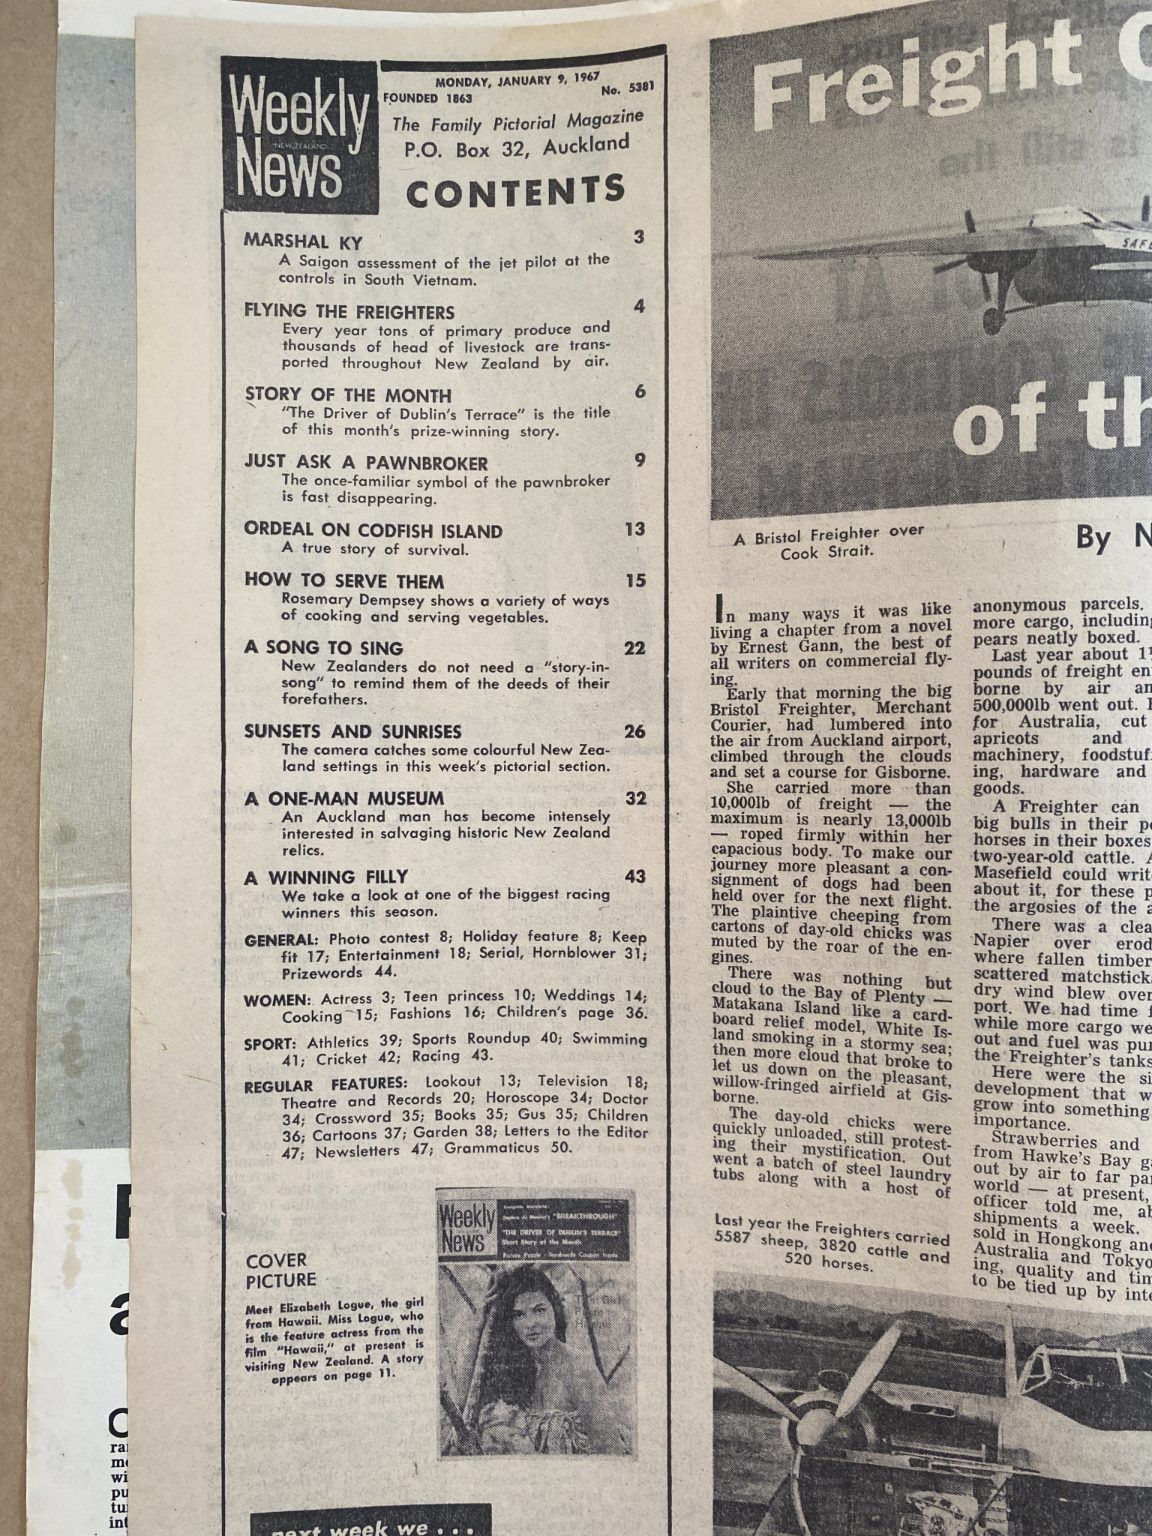 Weekly
NEW ZEALAND
News
MONDAY, JANUARY 9, 1967
FOUNDED 1863
No. 5381
The Family Pictorial Magazine
P.O. Box 32, Auckland
CONTENTS
MARSHAL KY 3
A Saigon assessment of the jet pilot at the
controls in South Vietnam.
FLYING THE FREIGHTERS 4
Every year tons of primary produce and
thousands of head of livestock are trans-
ported throughout New Zealand by air.
STORY OF THE MONTH 6
"The Driver of Dublin's Terrace" is the title
of this month's prize-winning story.
JUST ASK A PAWNBROKER 9
The once-familiar symbol of the pawnbroker
is fast disappearing.
ORDEAL ON CODFISH ISLAND 13
A true story of survival.
HOW TO SERVE THEM 15
Rosemary Dempsey shows a variety of ways
of cooking and serving vegetables.
A SONG TO SING 22
New Zealanders do not need a "story-in-
song" to remind them of the deeds of their
forefathers.
SUNSETS AND SUNRISES 26
The camera catches some colourful New Zea-
land settings in this week's pictorial section.
A ONE-MAN MUSEUM 32
An Auckland man has become intensely
interested in salvaging historic New Zealand
relics.
A WINNING FILLY 43
We take a look at one of the biggest racing
winners this season.
GENERAL: Photo contest 8; Holiday feature 8; Keep
fit 17; Entertainment 18; Serial, Hornblower 31;
Prizewords 44.
WOMEN: Actress 3; Teen princess 10; Weddings 14;
Cooking 15; Fashions 16; Children's page 36.
SPORT: Athletics 39; Sports Roundup 40; Swimming
41; Cricket 42; Racing 43.
REGULAR FEATURES: Lookout 13; Television 18;
Theatre and Records 20; Horoscope 34; Doctor
34; Crossword 35; Books 35; Gus 35; Children
36; Cartoons 37; Garden 38; Letters to the Editor
47; Newsletters 47; Grammaticus 50.
COVER
PICTURE
Meet Elizabeth Logue, the girl
from Hawaii. Miss Logue, who
is the feature actress from the
film "Hawaii," at present is
visiting New Zealand. A story
appears on page 11.
Weekly
News
"BREAKTHROUGH"
"THE DRIVER OF DUBLIN'S TERRACE"
Short Story of the Month
next week we . . .
Freight
of th
SAFE
A Bristol Freighter over
Cook Strait.
By N
In many ways it was like
living a chapter from a novel
by Ernest Gann, the best of
all writers on commercial fly-
ing.
Early that morning the big
Bristol Freighter, Merchant
Courier, had lumbered into
the air from Auckland airport,
climbed through the clouds
and set a course for Gisborne.
She carried more than
10,000lb of freight — the
maximum is nearly 13,000lb
— roped firmly within her
capacious body. To make our
journey more pleasant a con-
signment of dogs had been
held over for the next flight.
The plaintive cheeping from
cartons of day-old chicks was
muted by the roar of the en-
gines.
There was nothing but
cloud to the Bay of Plenty —
Matakana Island like a card-
board relief model, White Is-
land smoking in a stormy sea;
then more cloud that broke to
let us down on the pleasant,
willow-fringed airfield at Gis-
borne.
The day-old chicks were
quickly unloaded, still protest-
ing their mystification. Out
went a batch of steel laundry
tubs along with a host of
Last year the Freighters carried
5587 sheep, 3820 cattle and
520 horses.
anonymous parcels.
more cargo, including
pears neatly boxed.
Last year about
pounds of freight en
borne by air an
500,000lb went out.
for Australia, cut
apricots and
machinery, foodstuf
ing, hardware and
goods.
A Freighter can
big bulls in their pe
horses in their boxes
two-year-old cattle. A
Masefield could writ
about it, for these p
the argosies of the a
There was a clea
Napier over erod
where fallen timber
scattered matchstick
dry wind blew over
port. We had time f
while more cargo we
out and fuel was pu
the Freighter's tanks
Here were the si
development that w
grow into something
importance.
Strawberries and
from Hawke's Bay g
out by air to far pa
world — at present,
officer told me, ab
shipments a week.
sold in Hongkong and
Australia and Tokyo
ing, quality and tim
to be tied up by inte